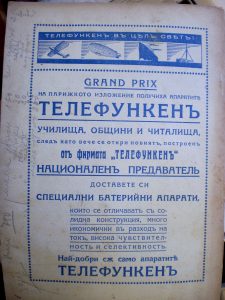 ТЕЛЕФУНКЕНЪ ВЪ ЦѢЛЪ СВѢТЪ!
GRAND PRIX
НА ПАРИЖКОТО ИЗЛОЖЕНИЕ ПОЛУЧИХА АПАРАТИТѢ
ТЕЛЕФУНКЕНЪ
УЧИЛИЩА, ОБЩИНИ И ЧИТАЛИЩА,
СЛЕДЪ КАТО ВЕЧЕ СЕ ОТКРИ НОВИЯТЪ, ПОСТРОЕНЪ
отъ фирмата „ТЕЛЕФУНКЕНЪ"
НАЦИОНАЛЕНЪ ПРЕДАВАТЕЛЬ
ДОСТАВЕТЕ СИ
СПЕЦИАЛНИ БАТЕРИЙНИ АПАРАТИ,
КОИТО СЕ ОТЛИЧАВАТЪ СЪ СО-
ЛИДНА КОНСТРУКЦИЯ, МНОГО
ИКОНОМИЧНИ ВЪ РАЗХОДЪ НА
ТОКЪ, ВИСОКА ЧУВСТВИТЕЛ-
НОСТЬ И СЕЛЕКТИВНОСТЬ.
Най-добри сѫ само апаратитѣ
ТЕЛЕФУНКЕНЪ